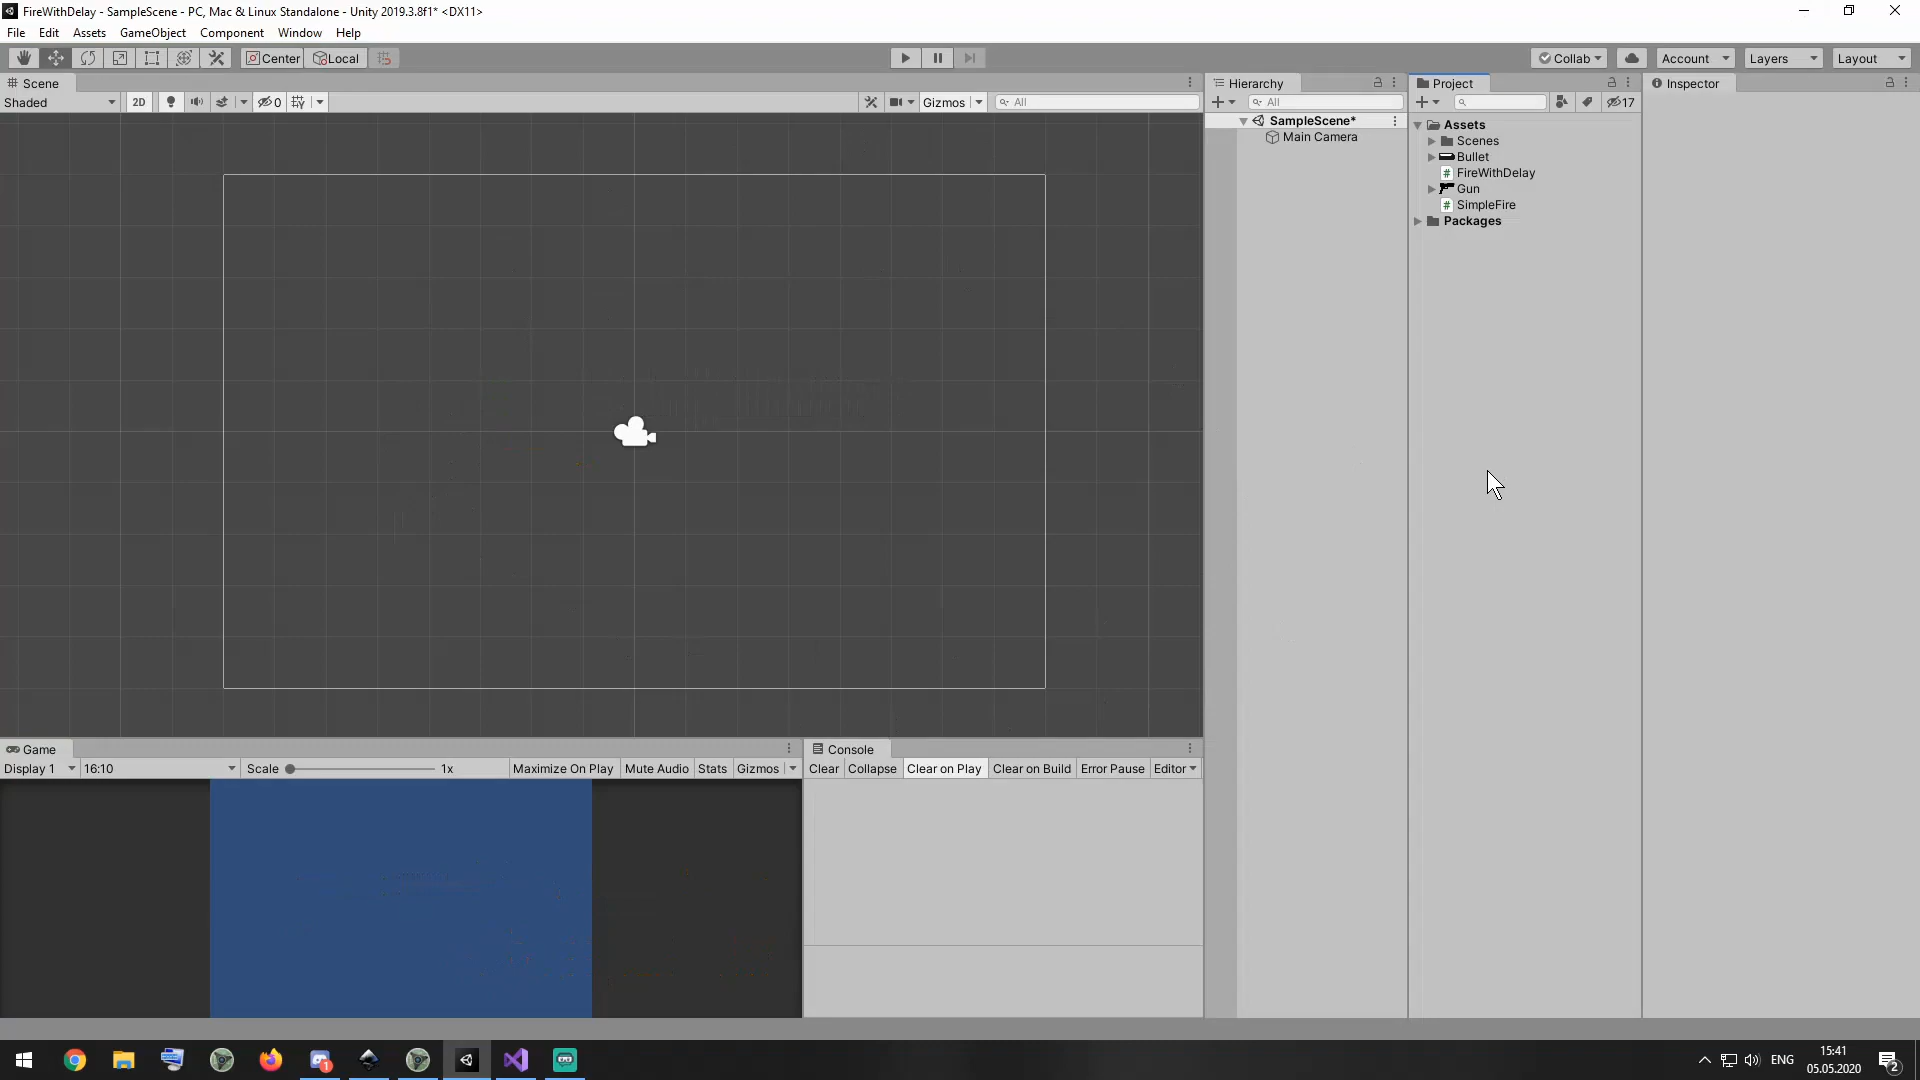 FireWithDelay - SampleScene - PC, Mac & Linux Standalone - Unity 2019.3.8f1* <DX11>
File Edit Assets GameObject Component Window Help
Center Local Collab Account Layers Layout
Scene Hierarchy Project Inspector
Shaded 2D 0 Gizmos All All 17
SampleScene*
Main Camera
Assets
Scenes
Bullet
FireWithDelay
Gun
SimpleFire
Packages
Game Console
Display 1 16:10 Scale 1x Maximize On Play Mute Audio Stats Gizmos Clear Collapse Clear on Play Clear on Build Error Pause Editor
ENG
15:41
05.05.2020
1
2